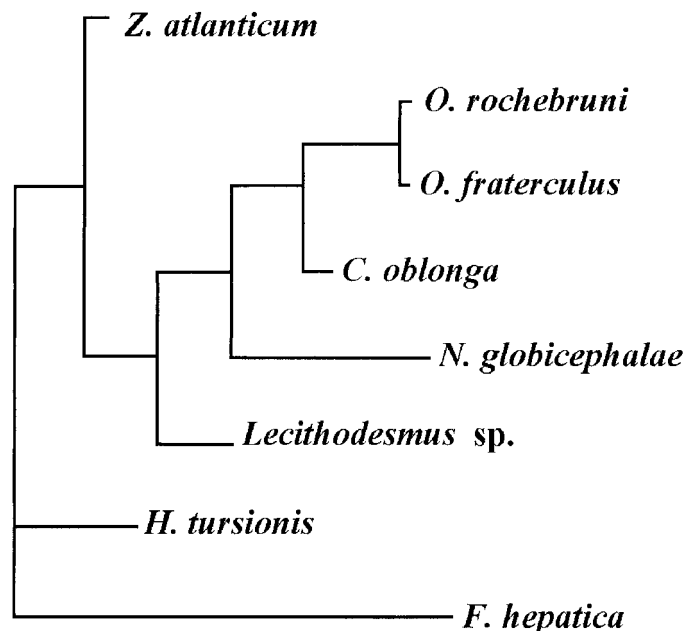 Z. atlanticum
O. rochebruni
O. fraterculus
C. oblonga
N. globicephalae
Lecithodesmus sp.
H. tursionis
F. hepatica